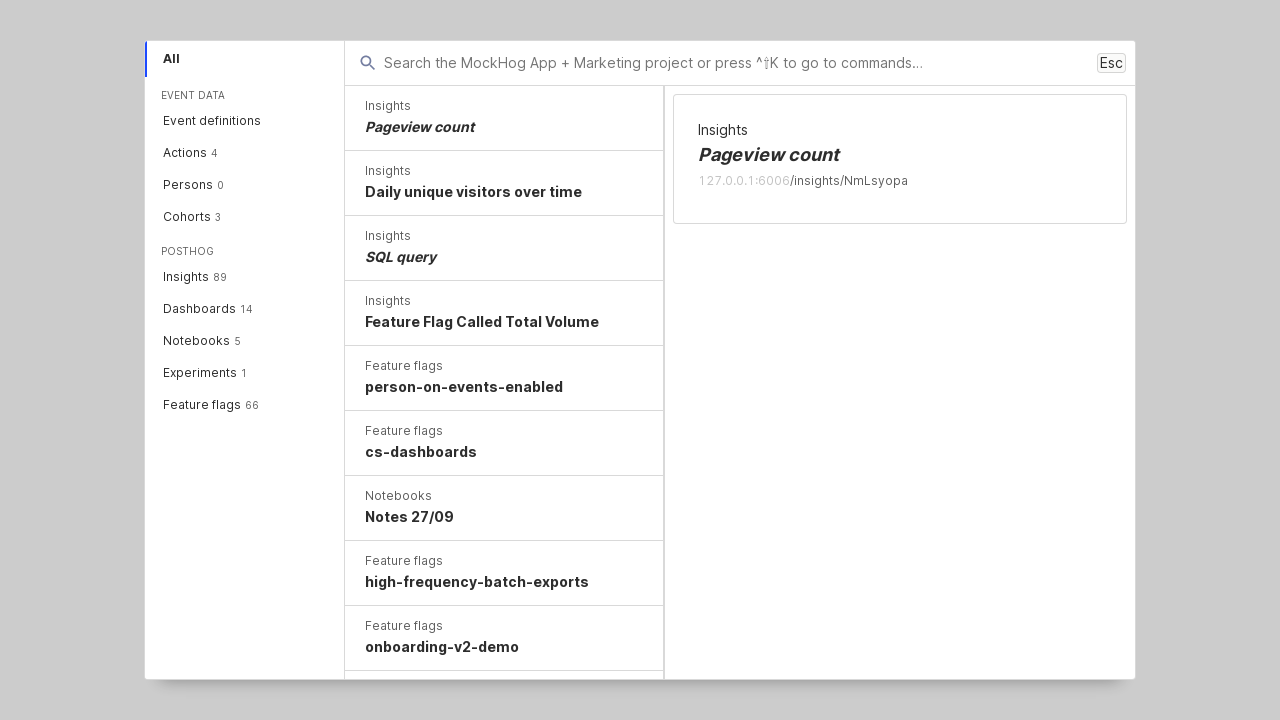 All
EVENT DATA
Event definitions
Actions 4
Persons 0
Cohorts 3
POSTHOG
Insights 89
Dashboards 14
Notebooks 5
Experiments 1
Feature flags 66
Search the MockHog App + Marketing project or press ^⇧K to go to commands…
Esc
Insights
Pageview count
Insights
Daily unique visitors over time
Insights
SQL query
Insights
Feature Flag Called Total Volume
Feature flags
person-on-events-enabled
Feature flags
cs-dashboards
Notebooks
Notes 27/09
Feature flags
high-frequency-batch-exports
Feature flags
onboarding-v2-demo
Insights
Pageview count
127.0.0.1:6006/insights/NmLsyopa